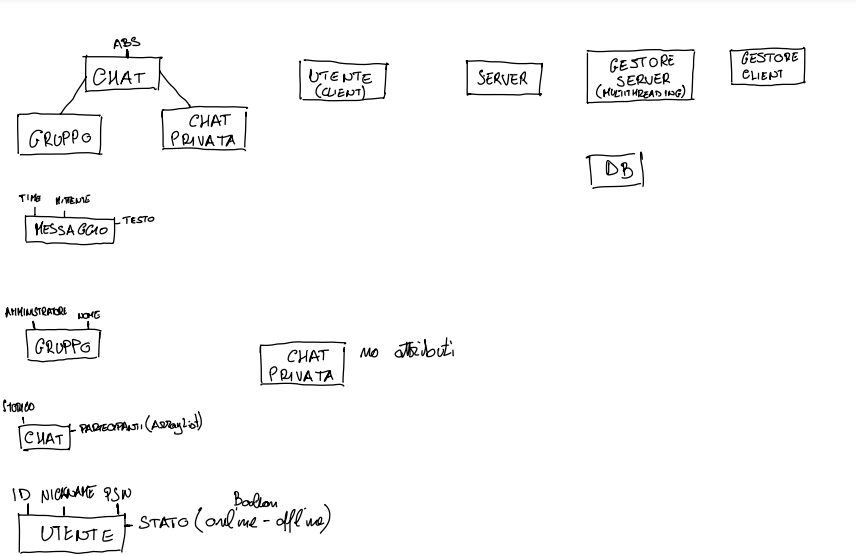 ABS
CHAT
GRUPPO
CHAT
PRIVATA
UTENTE
(CLIENT)
SERVER
GESTORE
SERVER
(MULTITHREADING)
GESTORE
CLIENT
DB
TIME MITTENTE
MESSAGGIO
TESTO
AMMINISTRATORE NOME
GRUPPO
CHAT
PRIVATA
no attributi
STORICO
CHAT
PARTECIPANTI (ArrayList)
ID NICKNAME PSW
UTENTE
Boolean
STATO (online - offline)